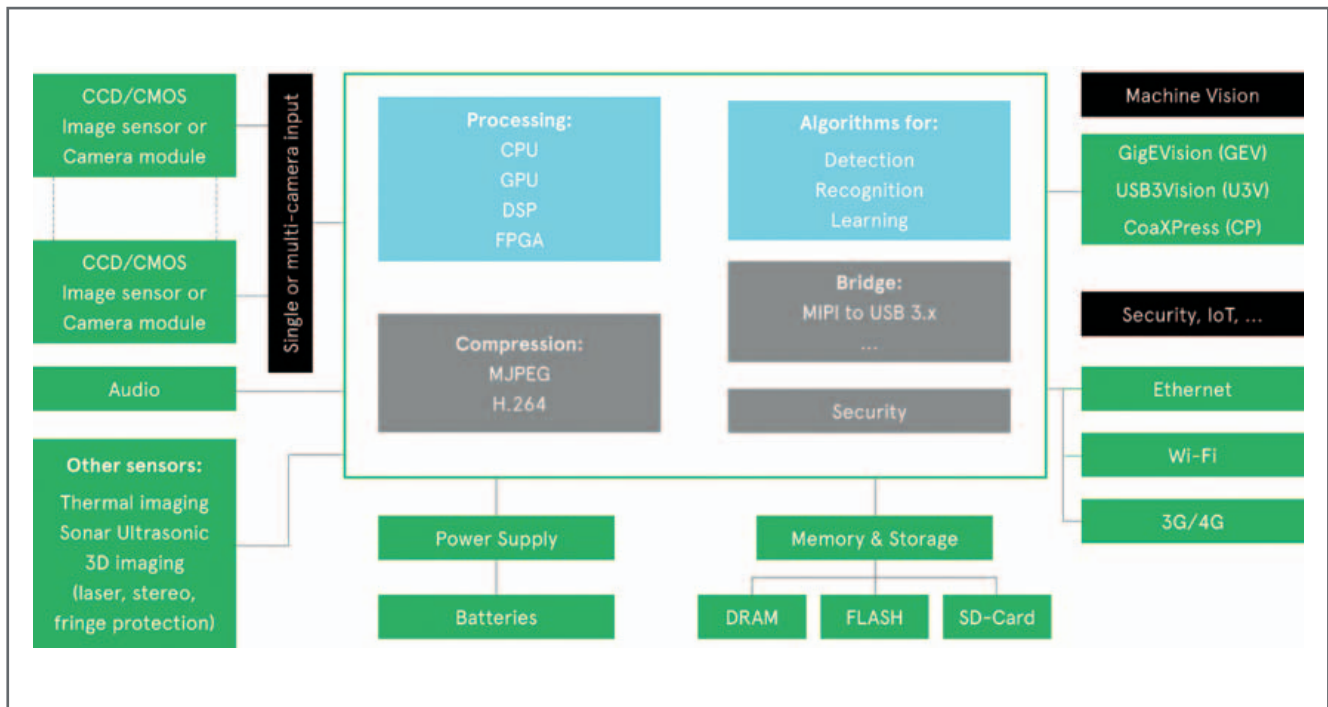 CCD/CMOS
Image sensor or
Camera module
CCD/CMOS
Image sensor or
Camera module
Audio
Other sensors:
Thermal imaging
Sonar Ultrasonic
3D imaging
(laser, stereo,
fringe protection)
Single or multi-camera input
Processing:
CPU
GPU
DSP
FPGA
Compression:
MJPEG
H.264
Algorithms for:
Detection
Recognition
Learning
Bridge:
MIPI to USB 3.x
...
Security
Power Supply
Batteries
Memory & Storage
DRAM
FLASH
SD-Card
Machine Vision
GigEVision (GEV)
USB3Vision (U3V)
CoaXPress (CP)
Security, IoT, ...
Ethernet
Wi-Fi
3G/4G